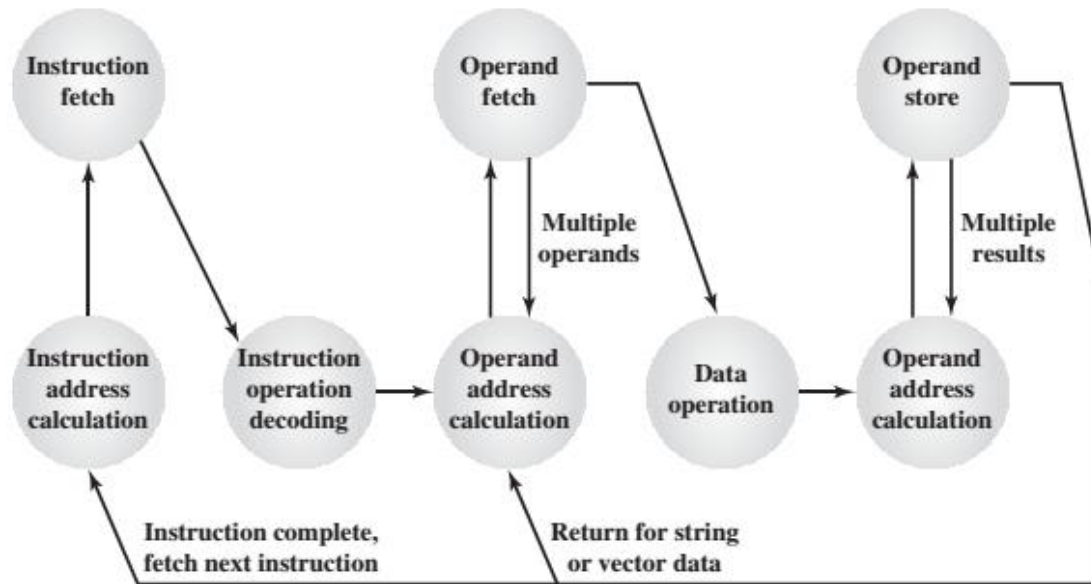 Instruction
fetch
Operand
fetch
Operand
store
Multiple
operands
Multiple
results
Instruction
address
calculation
Instruction
operation
decoding
Operand
address
calculation
Data
operation
Operand
address
calculation
Instruction complete,
fetch next instruction
Return for string
or vector data